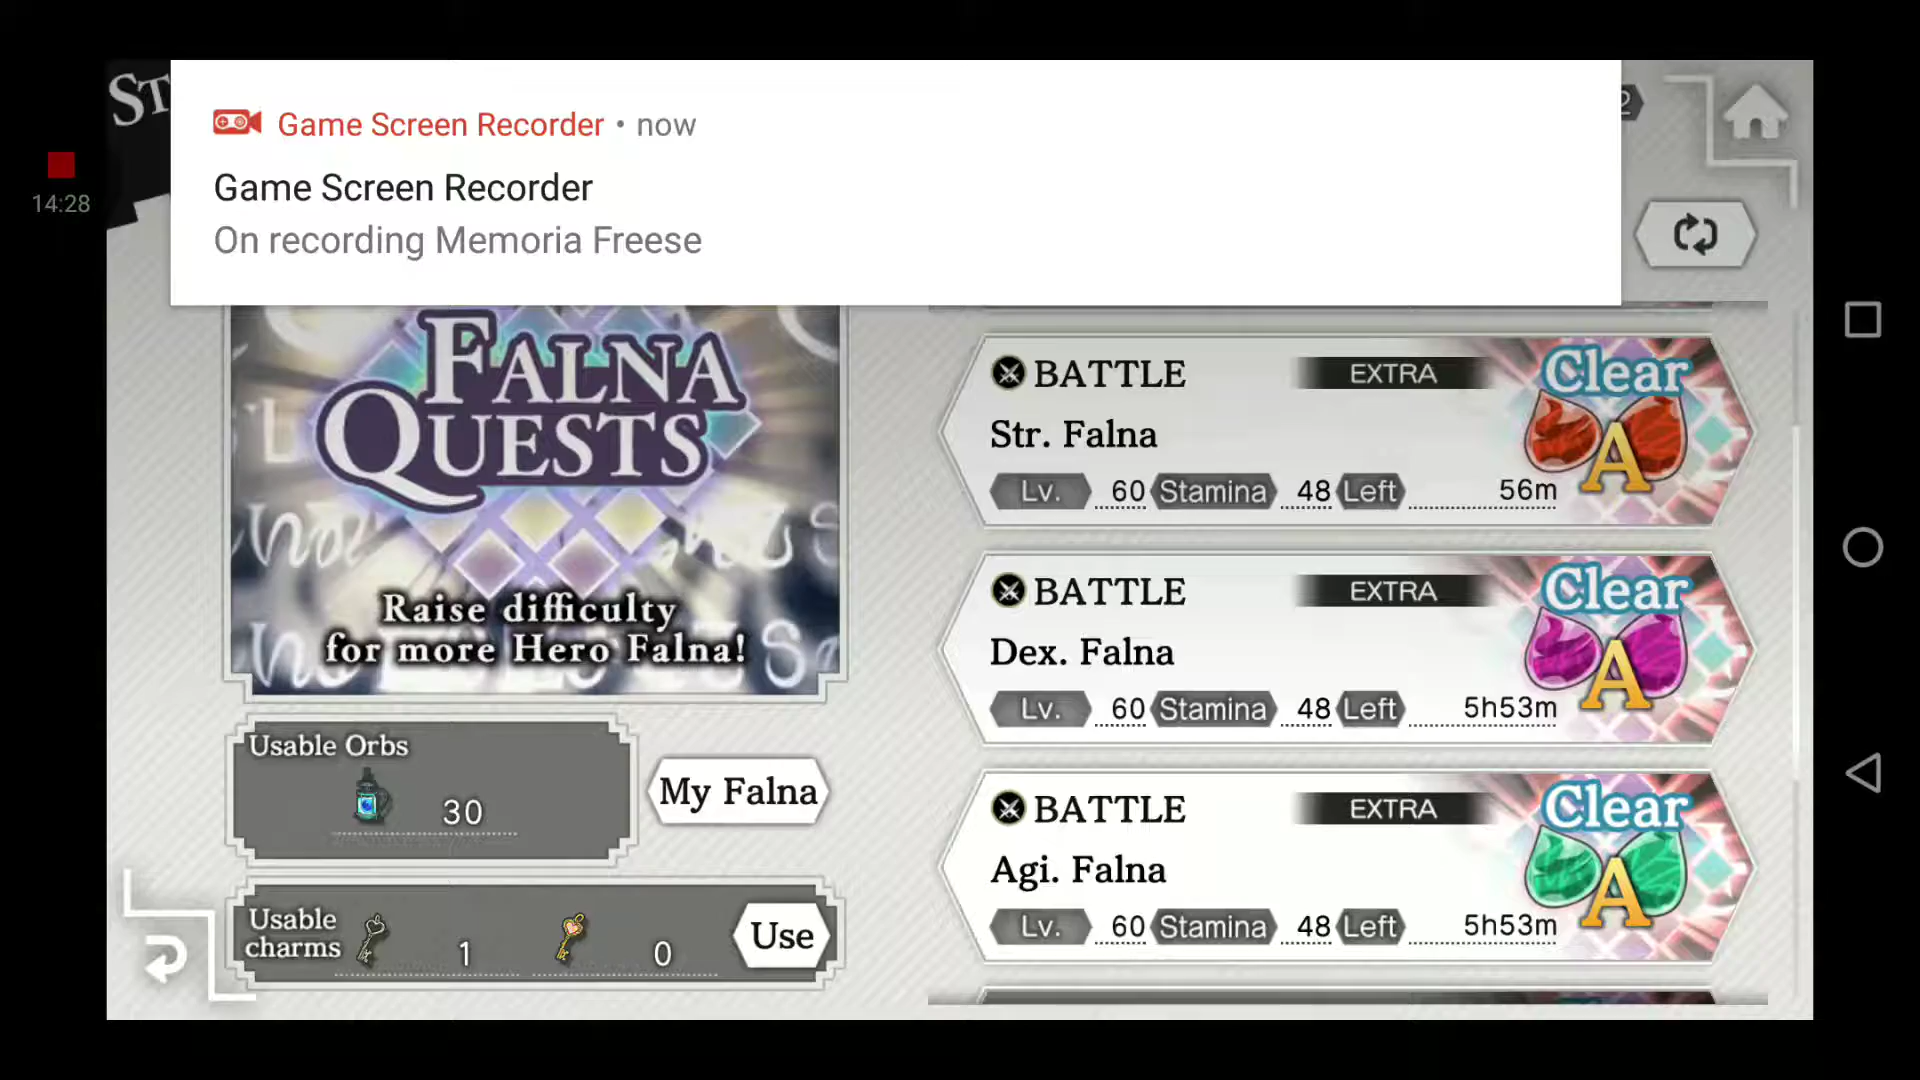 ST
Game Screen Recorder • now
Game Screen Recorder
On recording Memoria Freese
14:28
2
FALNA
QUESTS
Raise difficulty
for more Hero Falna!
Usable Orbs
30
My Falna
Usable
charms
1
0
Use
BATTLE EXTRA Clear
Str. Falna A
Lv. 60 Stamina 48 Left 56m
BATTLE EXTRA Clear
Dex. Falna A
Lv. 60 Stamina 48 Left 5h53m
BATTLE EXTRA Clear
Agi. Falna A
Lv. 60 Stamina 48 Left 5h53m